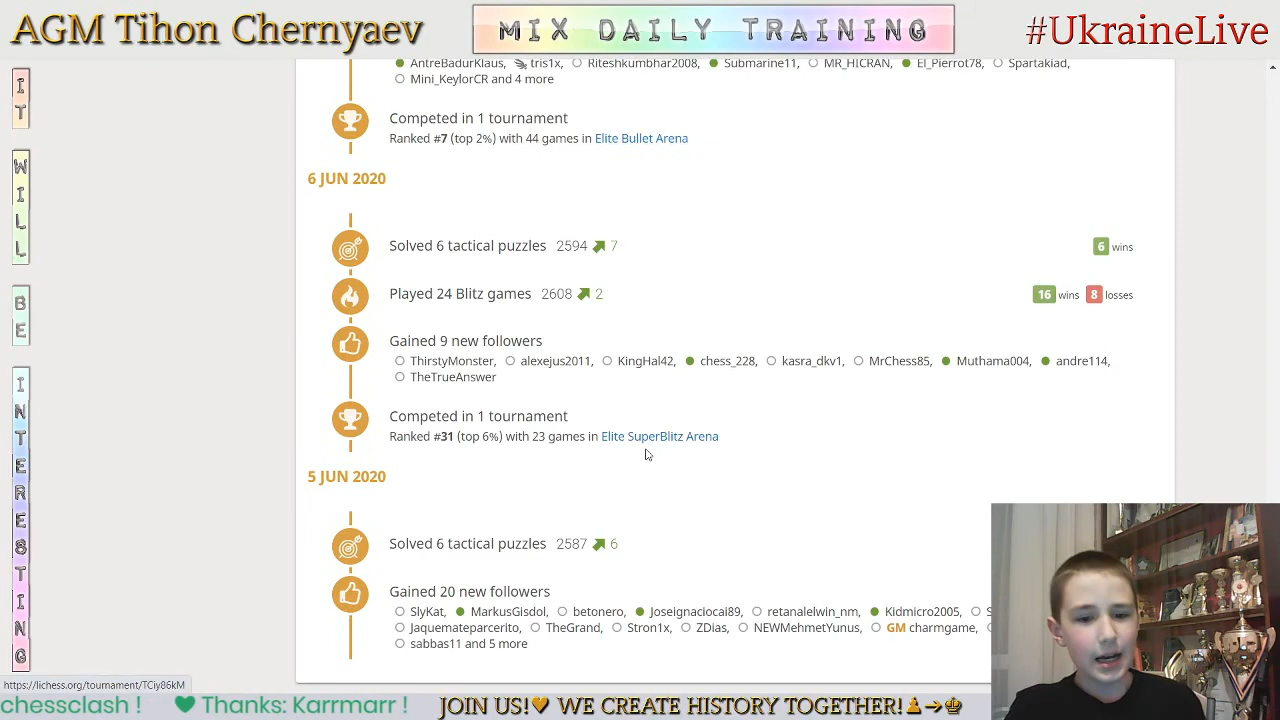 AGM Tihon Chernyaev
MIX DAILY TRAINING
#UkraineLive
IT
WILL
BE
INTERESTING
AntreBadurKlaus, tris1x, Riteshkumbhar2008, Submarine11, MR_HICRAN, El_Pierrot78, Spartakiad,
Mini_KeylorCR and 4 more
Competed in 1 tournament
Ranked #7 (top 2%) with 44 games in Elite Bullet Arena
6 JUN 2020
Solved 6 tactical puzzles 2594 7
6 wins
Played 24 Blitz games 2608 2
16 wins 8 losses
Gained 9 new followers
ThirstyMonster, alexejus2011, KingHal42, chess_228, kasra_dkv1, MrChess85, Muthama004, andre114,
TheTrueAnswer
Competed in 1 tournament
Ranked #31 (top 6%) with 23 games in Elite SuperBlitz Arena
5 JUN 2020
Solved 6 tactical puzzles 2587 6
Gained 20 new followers
SlyKat, MarkusGisdol, betonero, Joseignaciocai89, retanalelwin_nm, Kidmicro2005, S
Jaquemateparcerito, TheGrand, Stron1x, ZDias, NEWMehmetYunus, GM charmgame,
sabbas11 and 5 more
https://lichess.org/tournament/TCiy86kM
chessclash ! Thanks: Karrmarr !
JOIN US! WE CREATE HISTORY TOGETHER!